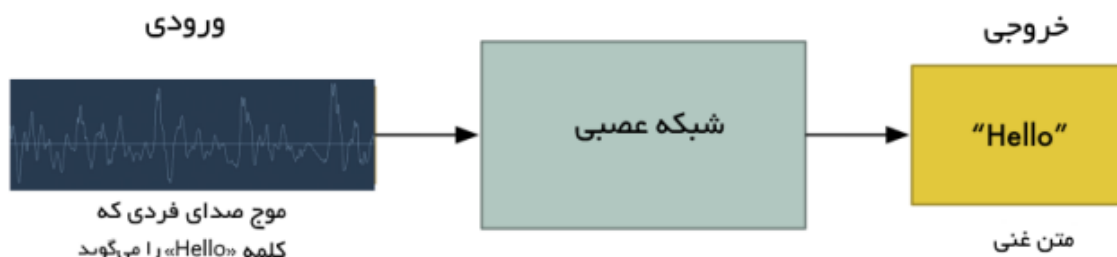 ورودی
خروجی
شبکه عصبی
“Hello”
موج صدای فردی که
کلمه «Hello» را می‌گوید
متن غنی